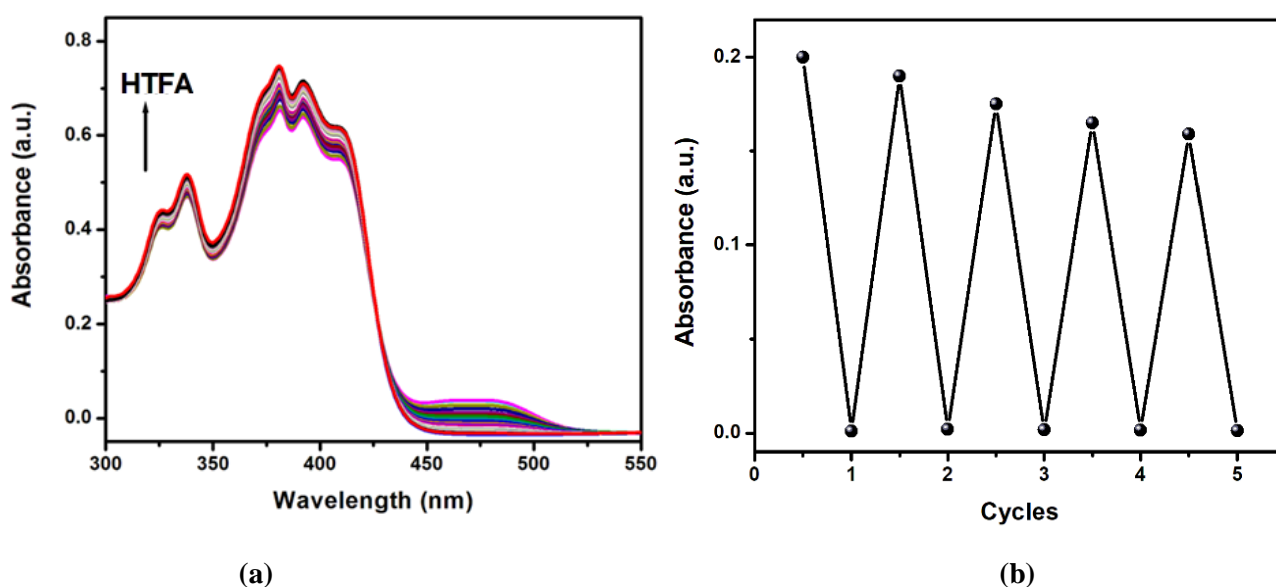 HTFA
Absorbance (a.u.)
0.8
0.6
0.4
0.2
0.0
300 350 400 450 500 550
Wavelength (nm)
(a)
Absorbance (a.u.)
0.2
0.1
0.0
0 1 2 3 4 5
Cycles
(b)